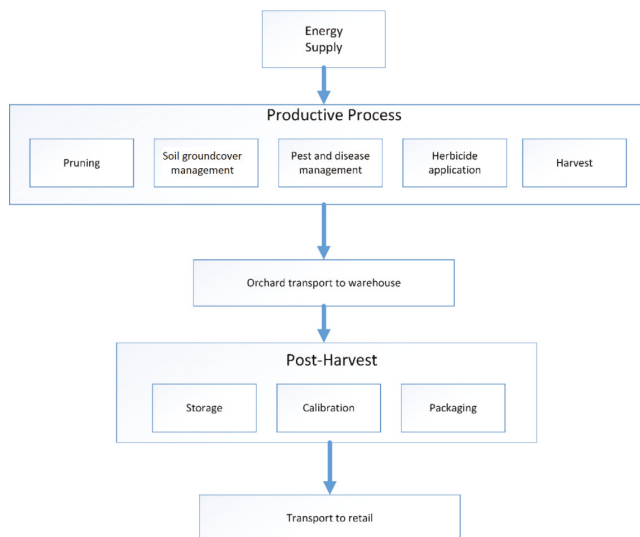 Energy
Supply
Productive Process
Pruning
Soil groundcover
management
Pest and disease
management
Herbicide
application
Harvest
Orchard transport to warehouse
Post-Harvest
Storage
Calibration
Packaging
Transport to retail